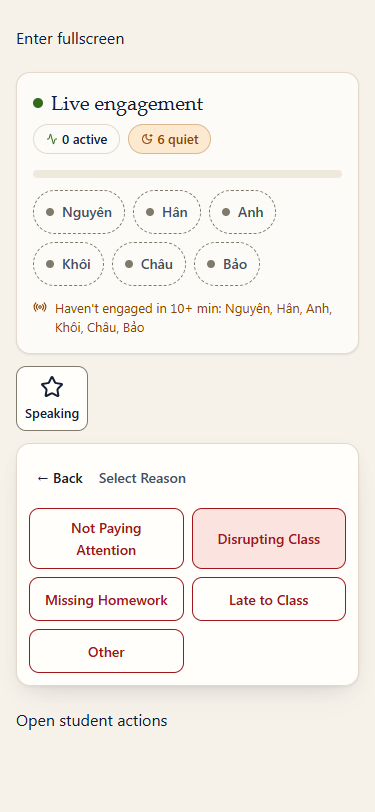 Enter fullscreen
Live engagement
0 active
6 quiet
Nguyên
Hân
Anh
Khôi
Châu
Bảo
Haven't engaged in 10+ min: Nguyên, Hân, Anh,
Khôi, Châu, Bảo
Speaking
← Back
Select Reason
Not Paying
Attention
Disrupting Class
Missing Homework
Late to Class
Other
Open student actions